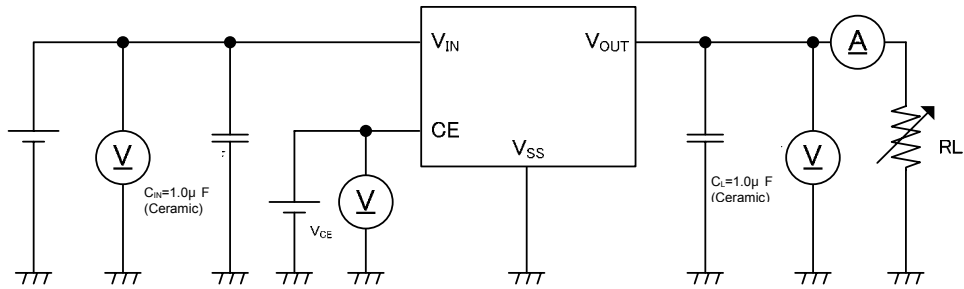 V_IN
V_OUT
A
CE
V_SS
V
C_IN=1.0μ F
(Ceramic)
V_CE
V
C_L=1.0μ F
(Ceramic)
V
RL